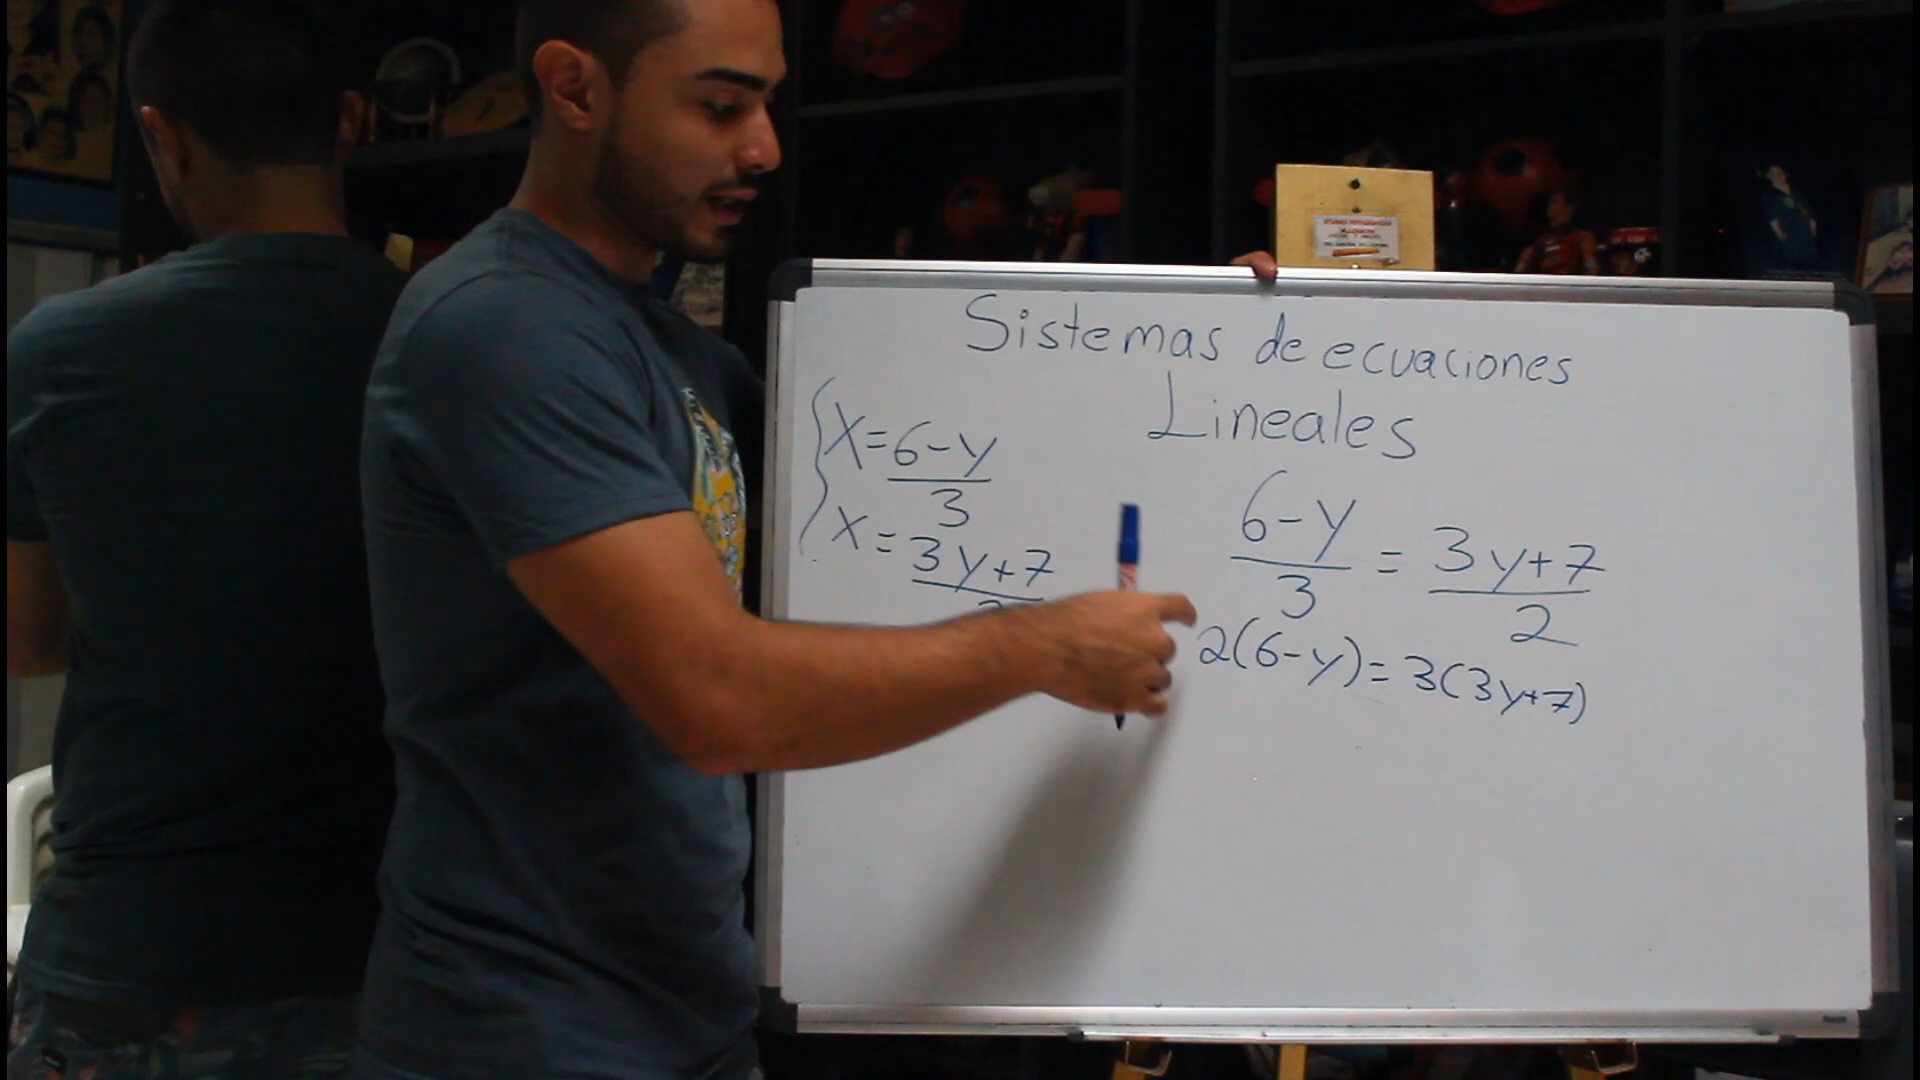 Sistemas de ecuaciones
Lineales
x = 6-y
3
x = 3y+7
6-y
3
=
3y+7
2
2(6-y) = 3(3y+7)